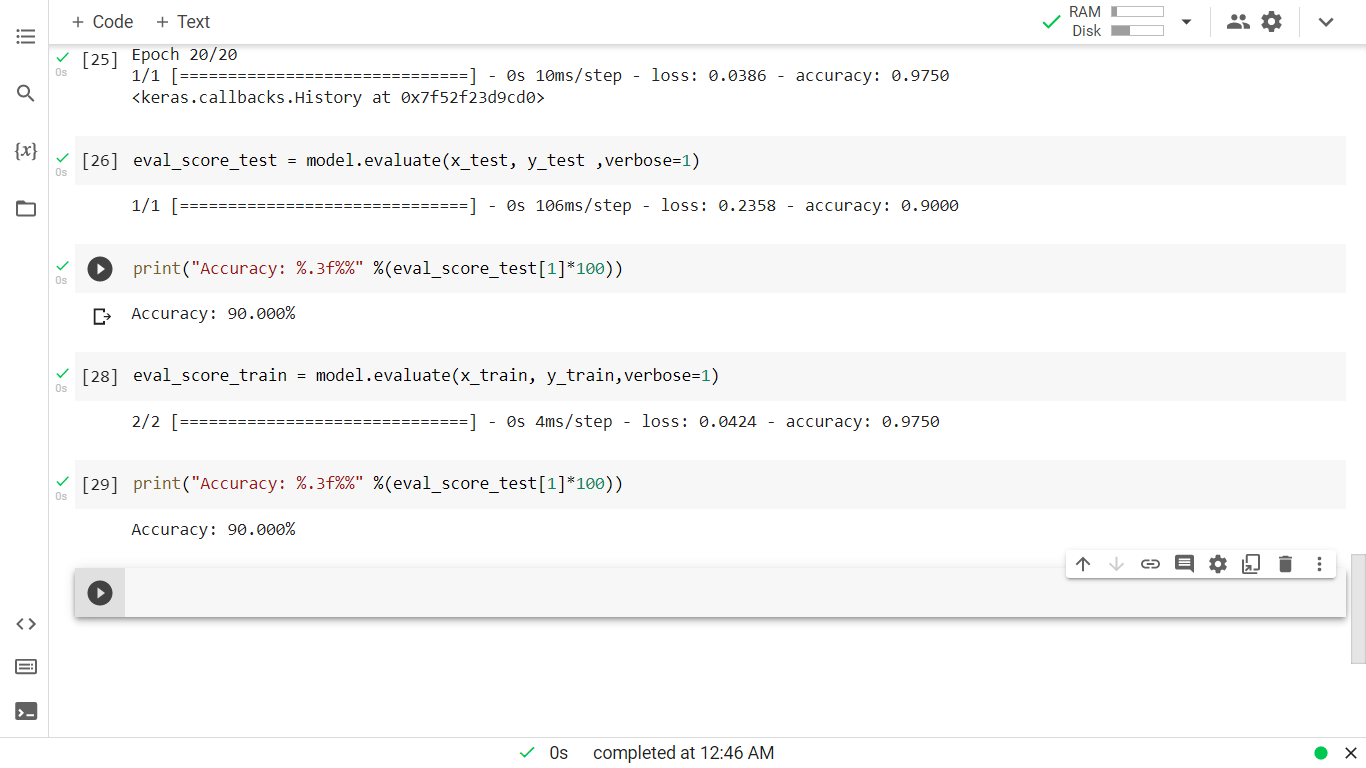 + Code + Text
RAM
Disk
{x}
0s
[25] Epoch 20/20
1/1 [==============================] - 0s 10ms/step - loss: 0.0386 - accuracy: 0.9750
<keras.callbacks.History at 0x7f52f23d9cd0>
0s
[26] eval_score_test = model.evaluate(x_test, y_test ,verbose=1)
1/1 [==============================] - 0s 106ms/step - loss: 0.2358 - accuracy: 0.9000
0s
print("Accuracy: %.3f%%" %(eval_score_test[1]*100))
Accuracy: 90.000%
0s
[28] eval_score_train = model.evaluate(x_train, y_train,verbose=1)
2/2 [==============================] - 0s 4ms/step - loss: 0.0424 - accuracy: 0.9750
0s
[29] print("Accuracy: %.3f%%" %(eval_score_test[1]*100))
Accuracy: 90.000%
0s completed at 12:46 AM